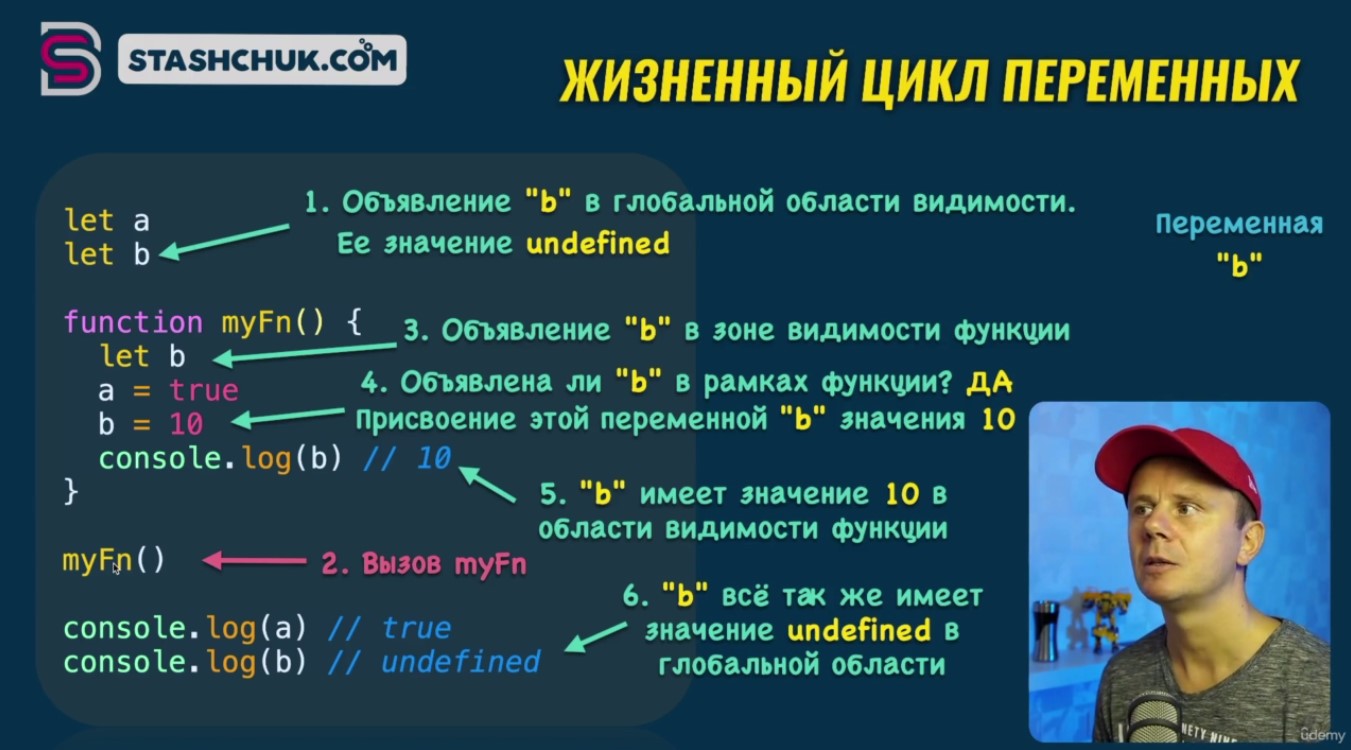 STASHCHUK.COM
ЖИЗНЕННЫЙ ЦИКЛ ПЕРЕМЕННЫХ
let a
let b
1. Объявление "b" в глобальной области видимости.
Ее значение undefined
Переменная
"b"
function myFn() {
3. Объявление "b" в зоне видимости функции
let b
a = true
4. Объявлена ли "b" в рамках функции? ДА
b = 10
Присвоение этой переменной "b" значения 10
console.log(b) // 10
}
5. "b" имеет значение 10 в
области видимости функции
myFn()
2. Вызов myFn
6. "b" всё так же имеет
значение undefined в
глобальной области
console.log(a) // true
console.log(b) // undefined
ûdemy